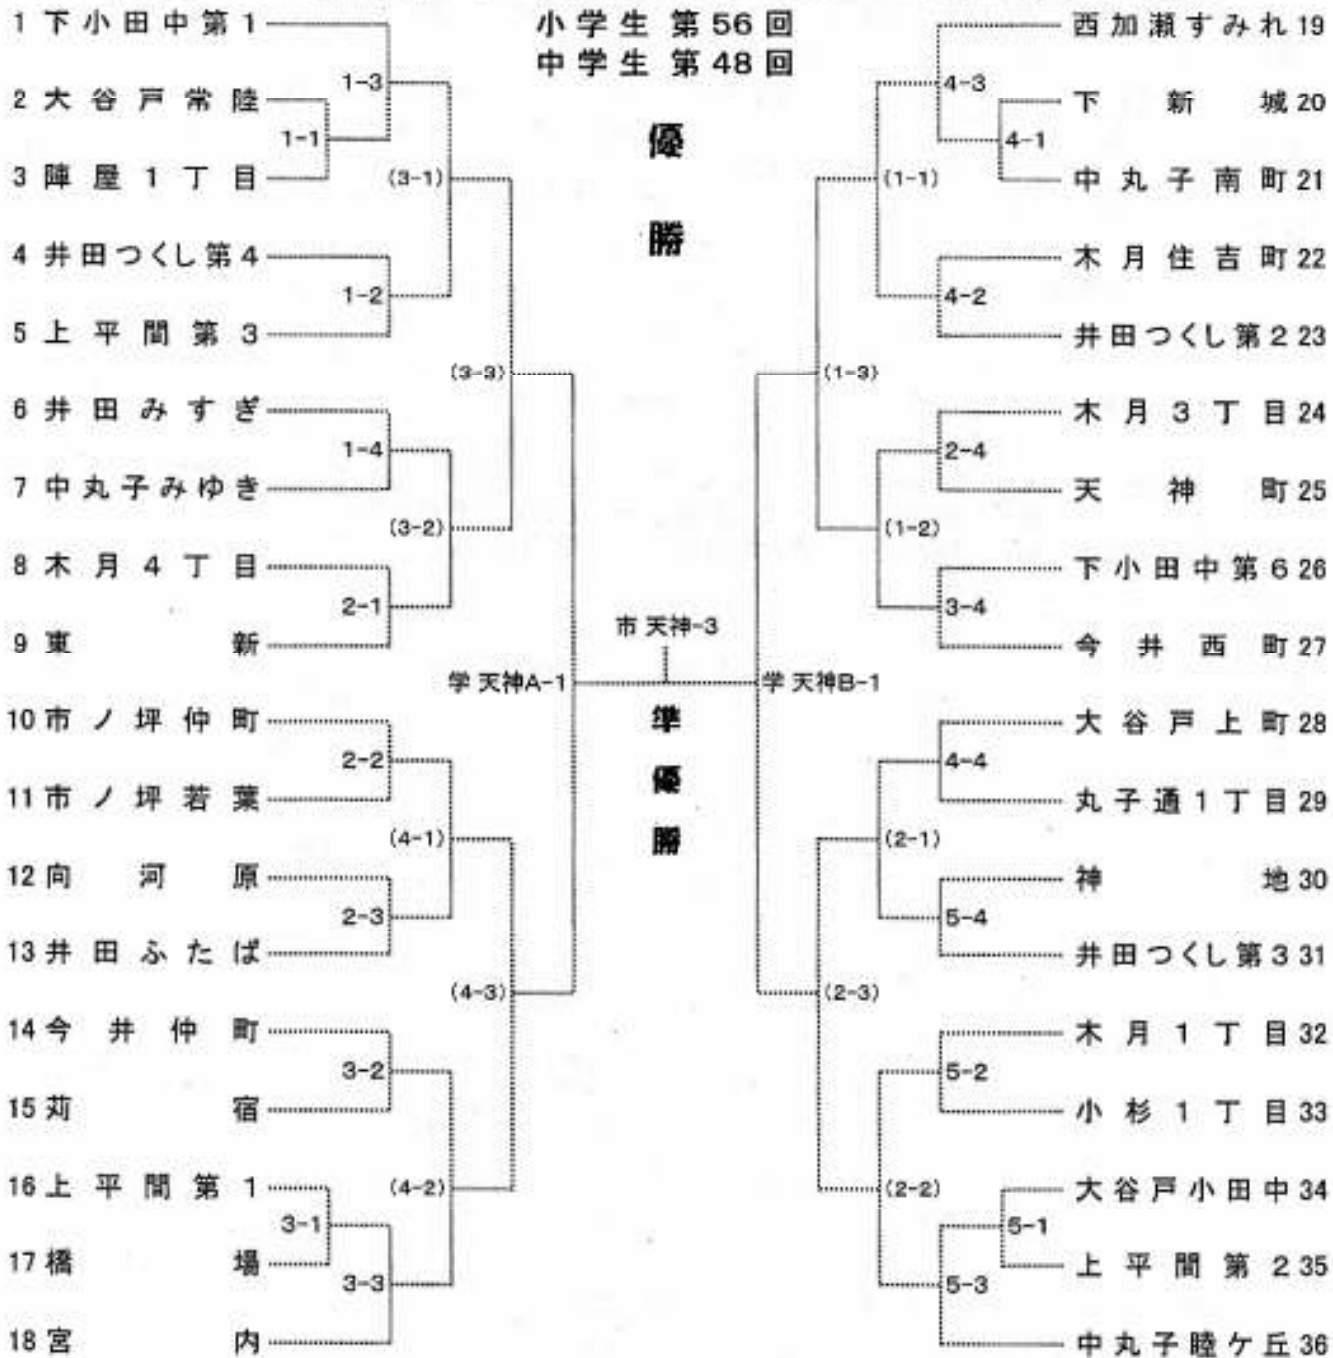 小学生 第56回
中学生 第48回
優勝
1 下小田中第1
2 大谷戸常陸
3 陣屋1丁目
4 井田つくし第4
5 上平間第3
6 井田みすぎ
7 中丸子みゆき
8 木月4丁目
9 東新
10 市ノ坪仲町
11 市ノ坪若葉
12 向河原
13 井田ふたば
14 今井仲町
15 苅宿
16 上平間第1
17 橋場
18 宮内
1-3
1-1
(3-1)
1-2
(3-3)
1-4
(3-2)
2-1
学 天神A-1
2-2
(4-1)
2-3
(4-3)
3-2
(4-2)
3-1
3-3
市 天神-3
準優勝
4-3
4-1
(1-1)
4-2
(1-3)
2-4
(1-2)
3-4
学 天神B-1
4-4
(2-1)
5-4
(2-3)
5-2
(2-2)
5-1
5-3
西加瀬すみれ 19
下新城 20
中丸子南町 21
木月住吉町 22
井田つくし第2 23
木月3丁目 24
天神町 25
下小田中第6 26
今井西町 27
大谷戸上町 28
丸子通1丁目 29
神地 30
井田つくし第3 31
木月1丁目 32
小杉1丁目 33
大谷戸小田中 34
上平間第2 35
中丸子睦ケ丘 36